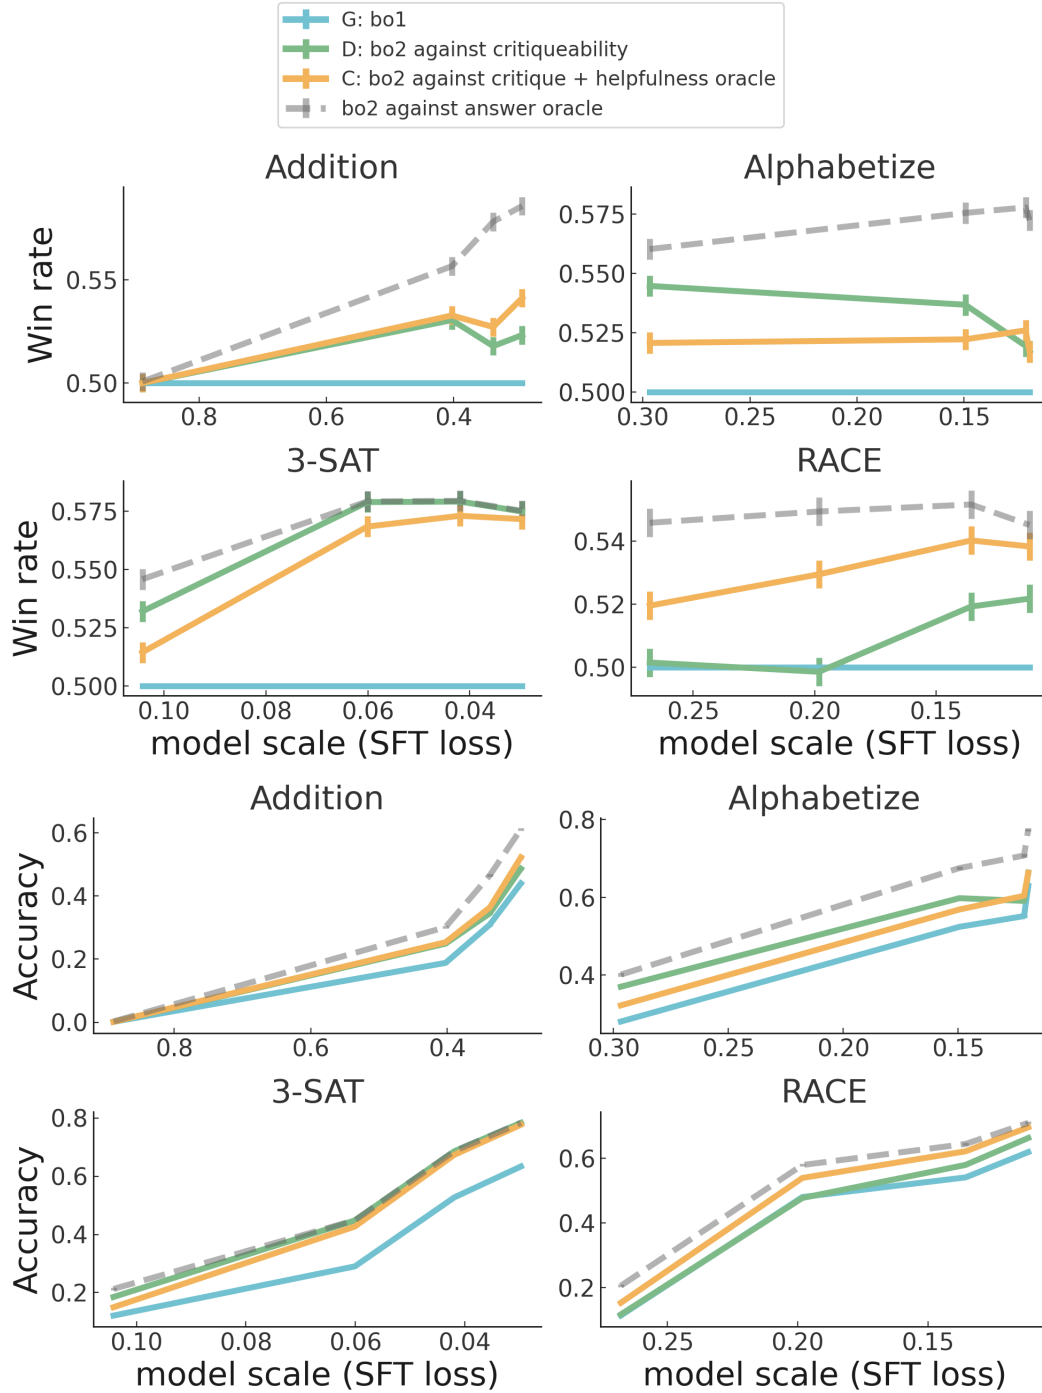 G: bo1
D: bo2 against critiqueability
C: bo2 against critique + helpfulness oracle
bo2 against answer oracle
Addition
Win rate
0.55
0.50
0.8
0.6
0.4
Alphabetize
0.575
0.550
0.525
0.500
0.30
0.25
0.20
0.15
3-SAT
Win rate
0.575
0.550
0.525
0.500
0.10
0.08
0.06
0.04
model scale (SFT loss)
RACE
0.54
0.52
0.50
0.25
0.20
0.15
model scale (SFT loss)
Addition
Accuracy
0.6
0.4
0.2
0.0
0.8
0.6
0.4
Alphabetize
0.8
0.6
0.4
0.30
0.25
0.20
0.15
3-SAT
Accuracy
0.8
0.6
0.4
0.2
0.10
0.08
0.06
0.04
model scale (SFT loss)
RACE
0.6
0.4
0.2
0.25
0.20
0.15
model scale (SFT loss)